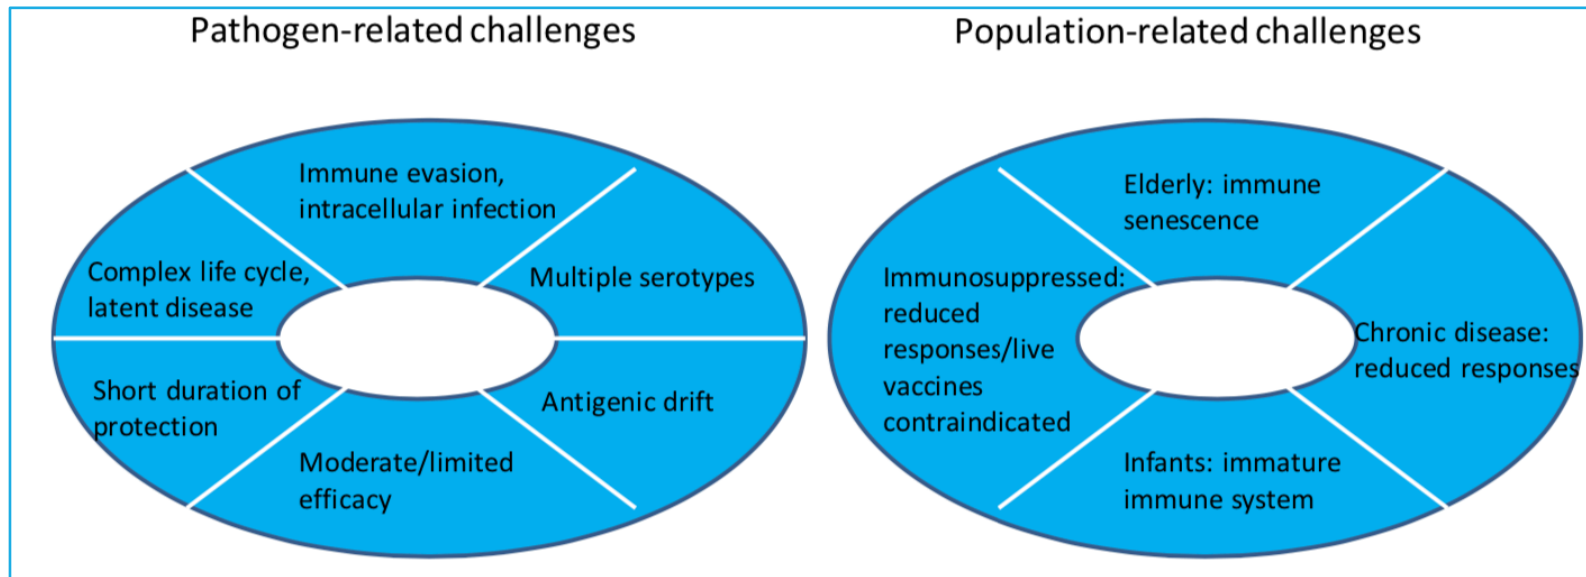 Pathogen-related challenges
Immune evasion,
intracellular infection
Multiple serotypes
Antigenic drift
Moderate/limited
efficacy
Short duration of
protection
Complex life cycle,
latent disease
Population-related challenges
Elderly: immune
senescence
Chronic disease:
reduced responses
Infants: immature
immune system
Immunosuppressed:
reduced
responses/live
vaccines
contraindicated